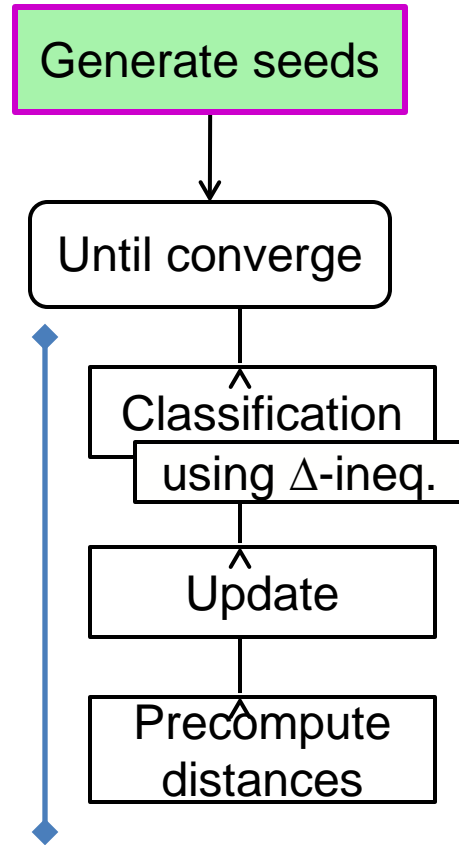 Generate seeds
Until converge
Classification
using Δ-ineq.
Update
Precompute
distances